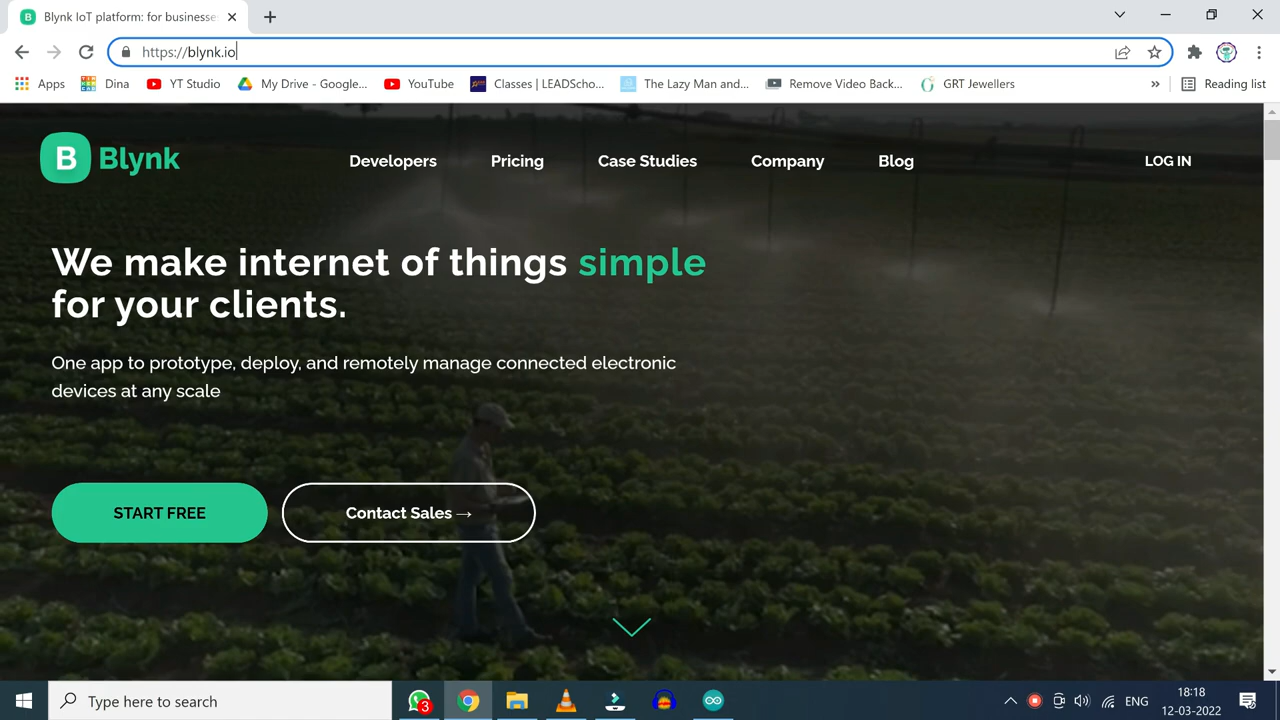 Blynk IoT platform: for businesse
https://blynk.io
Apps
Dina
YT Studio
My Drive - Google...
YouTube
Classes | LEADScho...
The Lazy Man and...
Remove Video Back...
GRT Jewellers
»
Reading list
B Blynk
Developers
Pricing
Case Studies
Company
Blog
LOG IN
We make internet of things simple
for your clients.
One app to prototype, deploy, and remotely manage connected electronic
devices at any scale
START FREE
Contact Sales →
Type here to search
3
ENG
18:18
12-03-2022